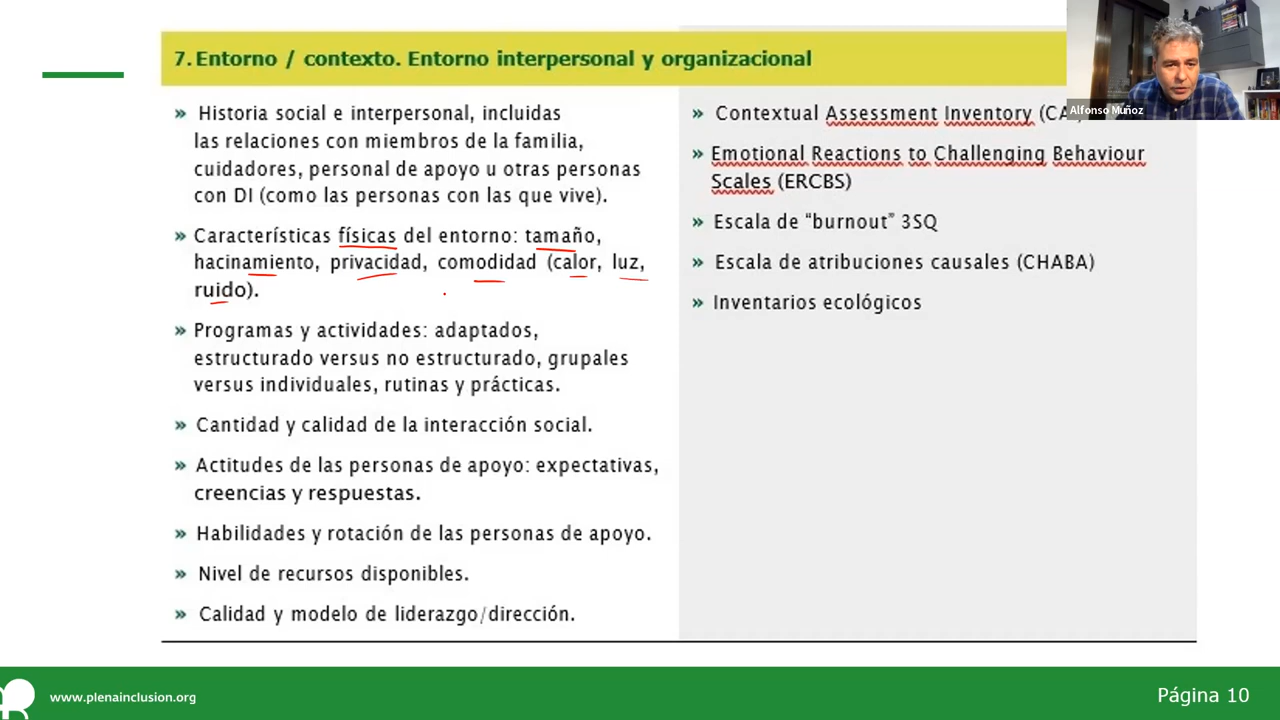 7. Entorno / contexto. Entorno interpersonal y organizacional
» Historia social e interpersonal, incluidas
las relaciones con miembros de la familia,
cuidadores, personal de apoyo u otras personas
con DI (como las personas con las que vive).
» Características físicas del entorno: tamaño,
hacinamiento, privacidad, comodidad (calor, luz,
ruido).
» Programas y actividades: adaptados,
estructurado versus no estructurado, grupales
versus individuales, rutinas y prácticas.
» Cantidad y calidad de la interacción social.
» Actitudes de las personas de apoyo: expectativas,
creencias y respuestas.
» Habilidades y rotación de las personas de apoyo.
» Nivel de recursos disponibles.
» Calidad y modelo de liderazgo/dirección.
» Contextual Assessment Inventory
» Emotional Reactions to Challenging Behaviour
Scales (ERCBS)
» Escala de “burnout” 3SQ
» Escala de atribuciones causales (CHABA)
» Inventarios ecológicos
Alfonso Muñoz
www.plenainclusion.org
Página 10